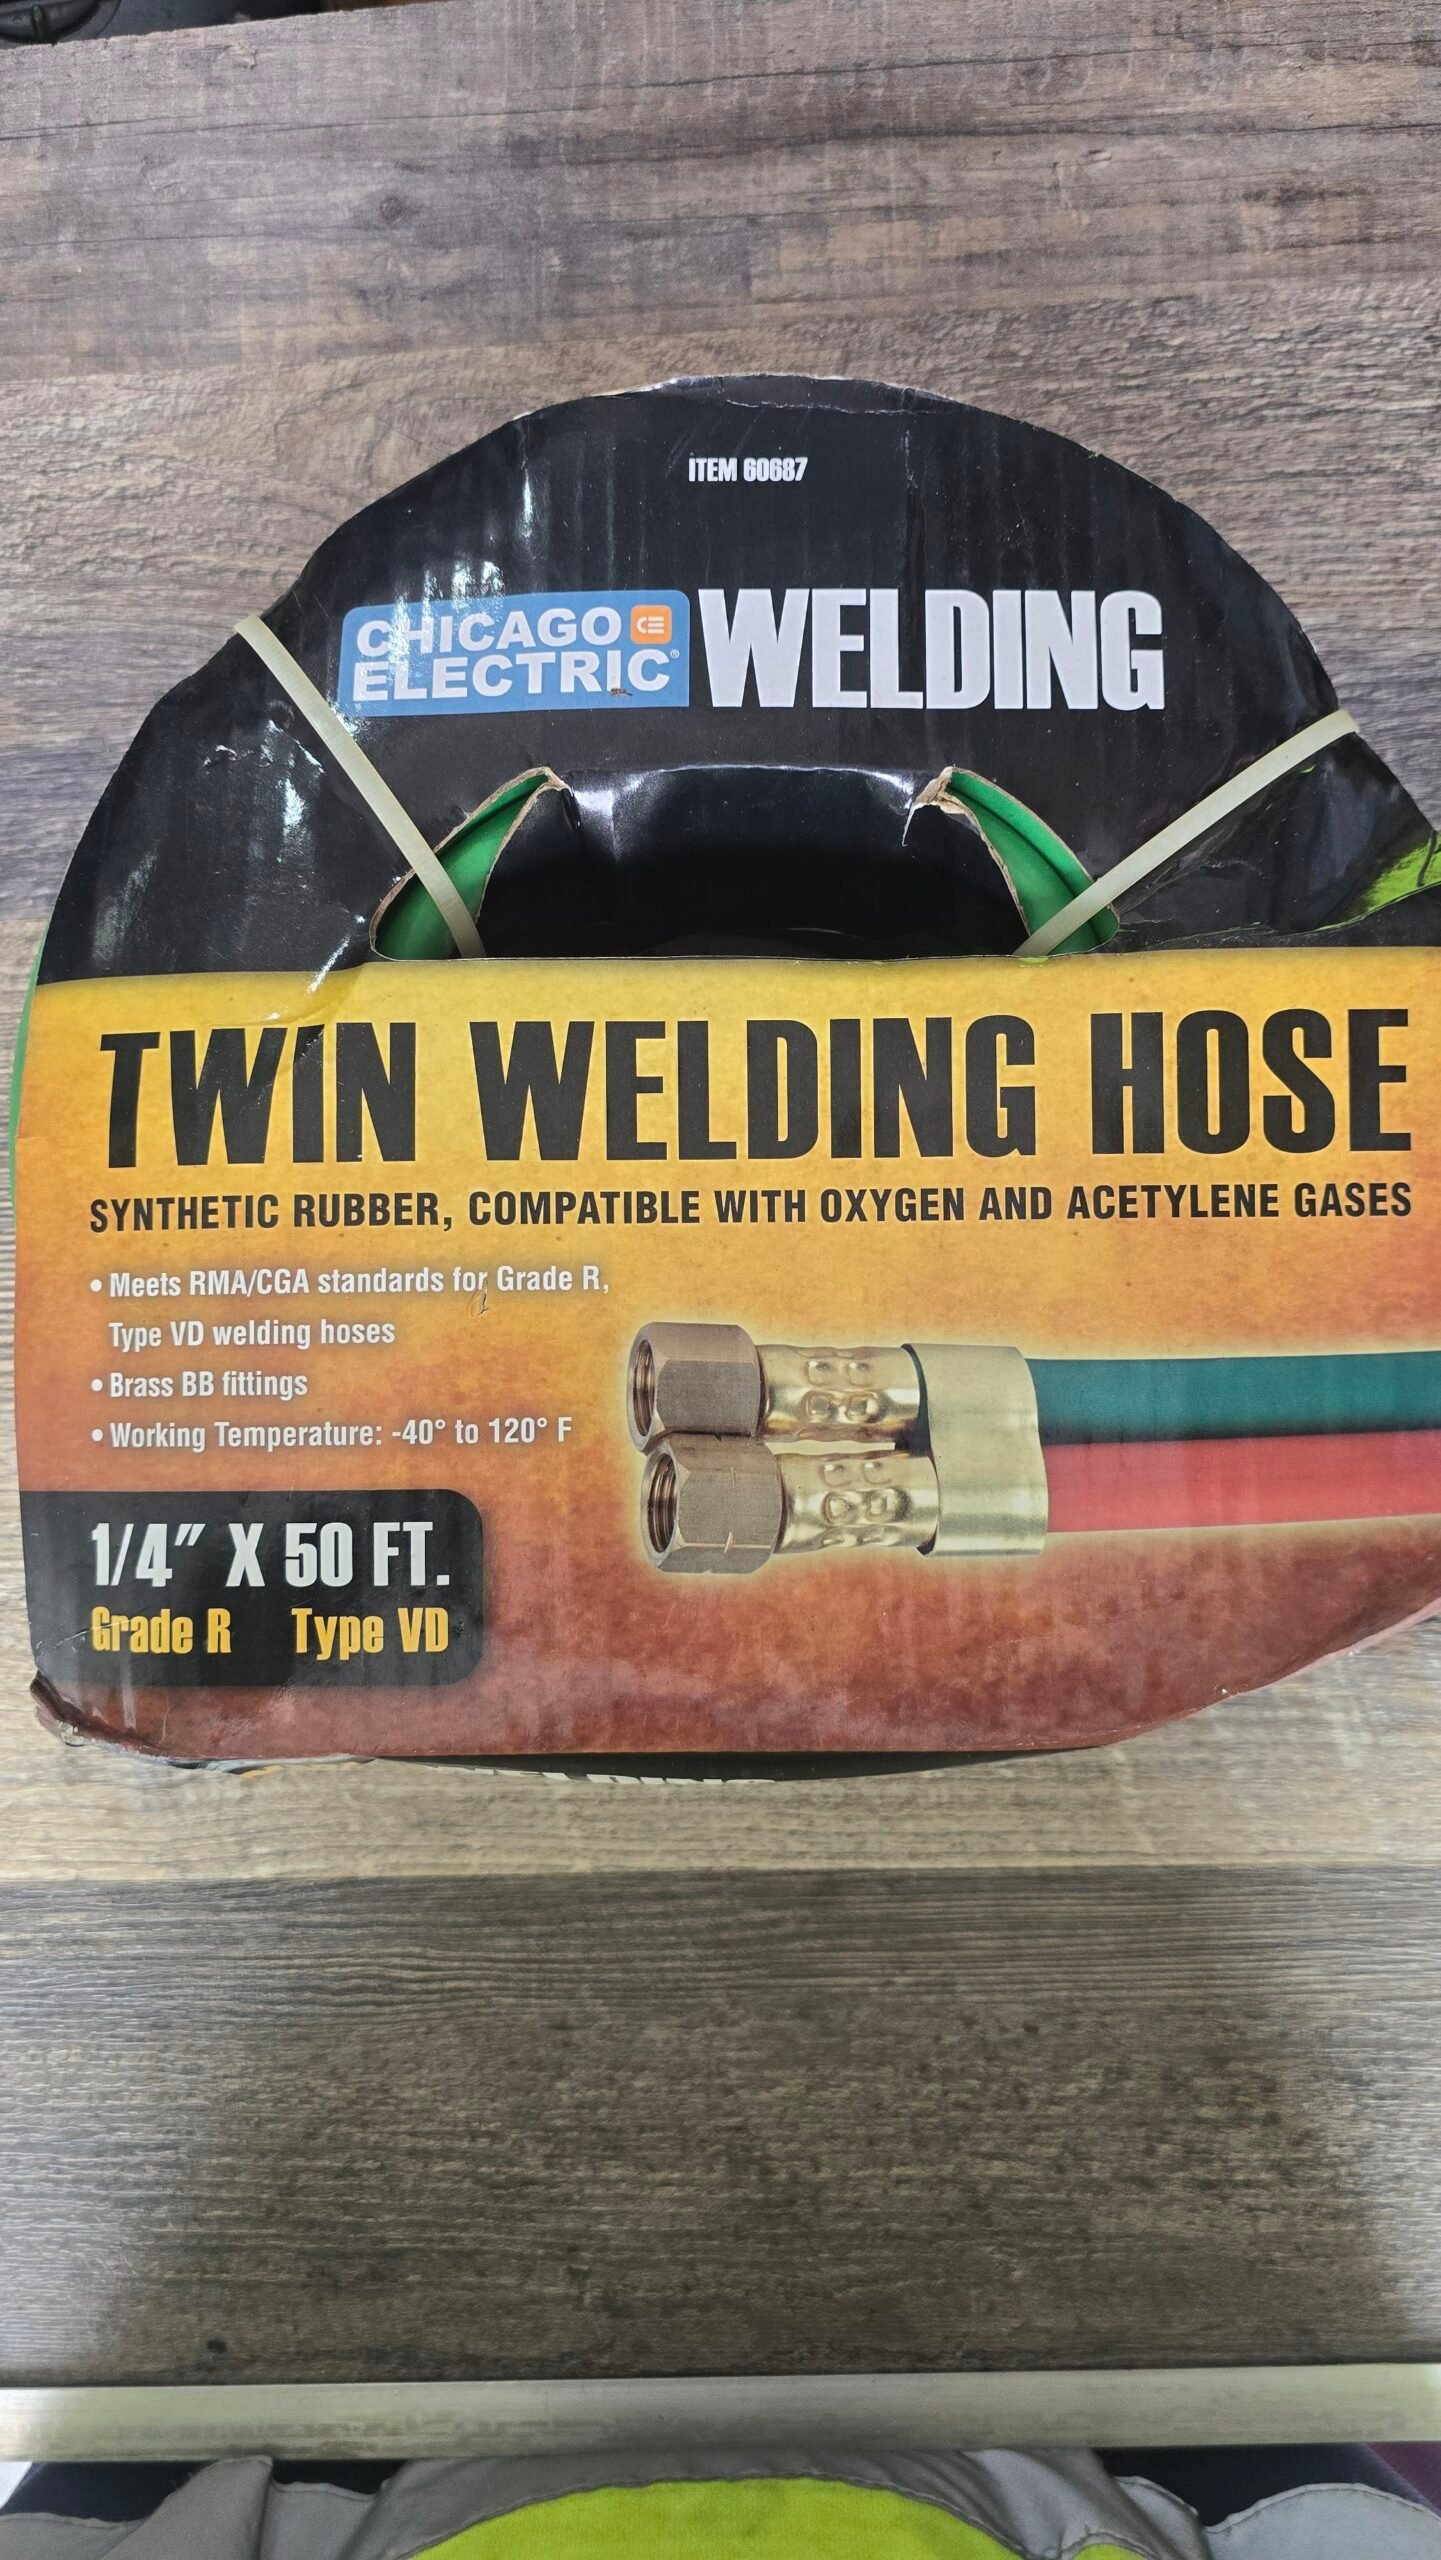 ITEM 60687
CHICAGO CE
ELECTRIC®
WELDING
TWIN WELDING HOSE
SYNTHETIC RUBBER, COMPATIBLE WITH OXYGEN AND ACETYLENE GASES
• Meets RMA/CGA standards for Grade R,
Type VD welding hoses
• Brass BB fittings
• Working Temperature: -40° to 120° F
1/4" X 50 FT.
Grade R Type VD